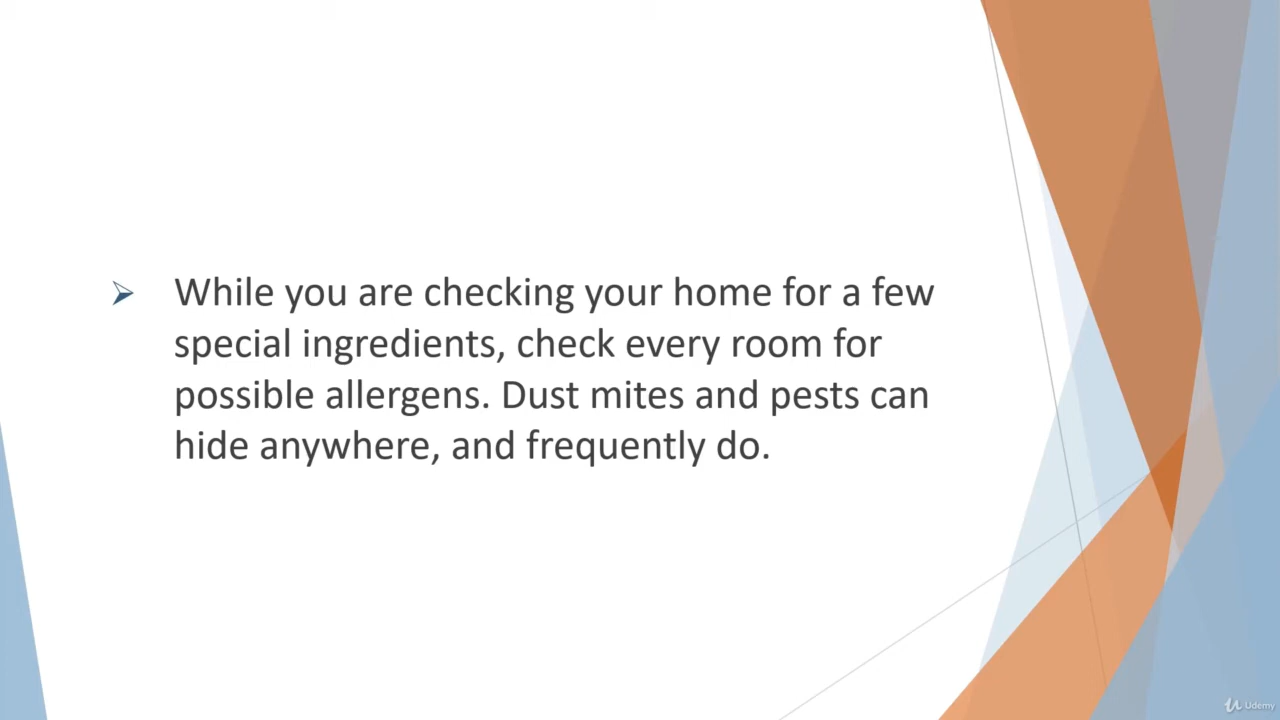 While you are checking your home for a few
special ingredients, check every room for
possible allergens. Dust mites and pests can
hide anywhere, and frequently do.
Udemy